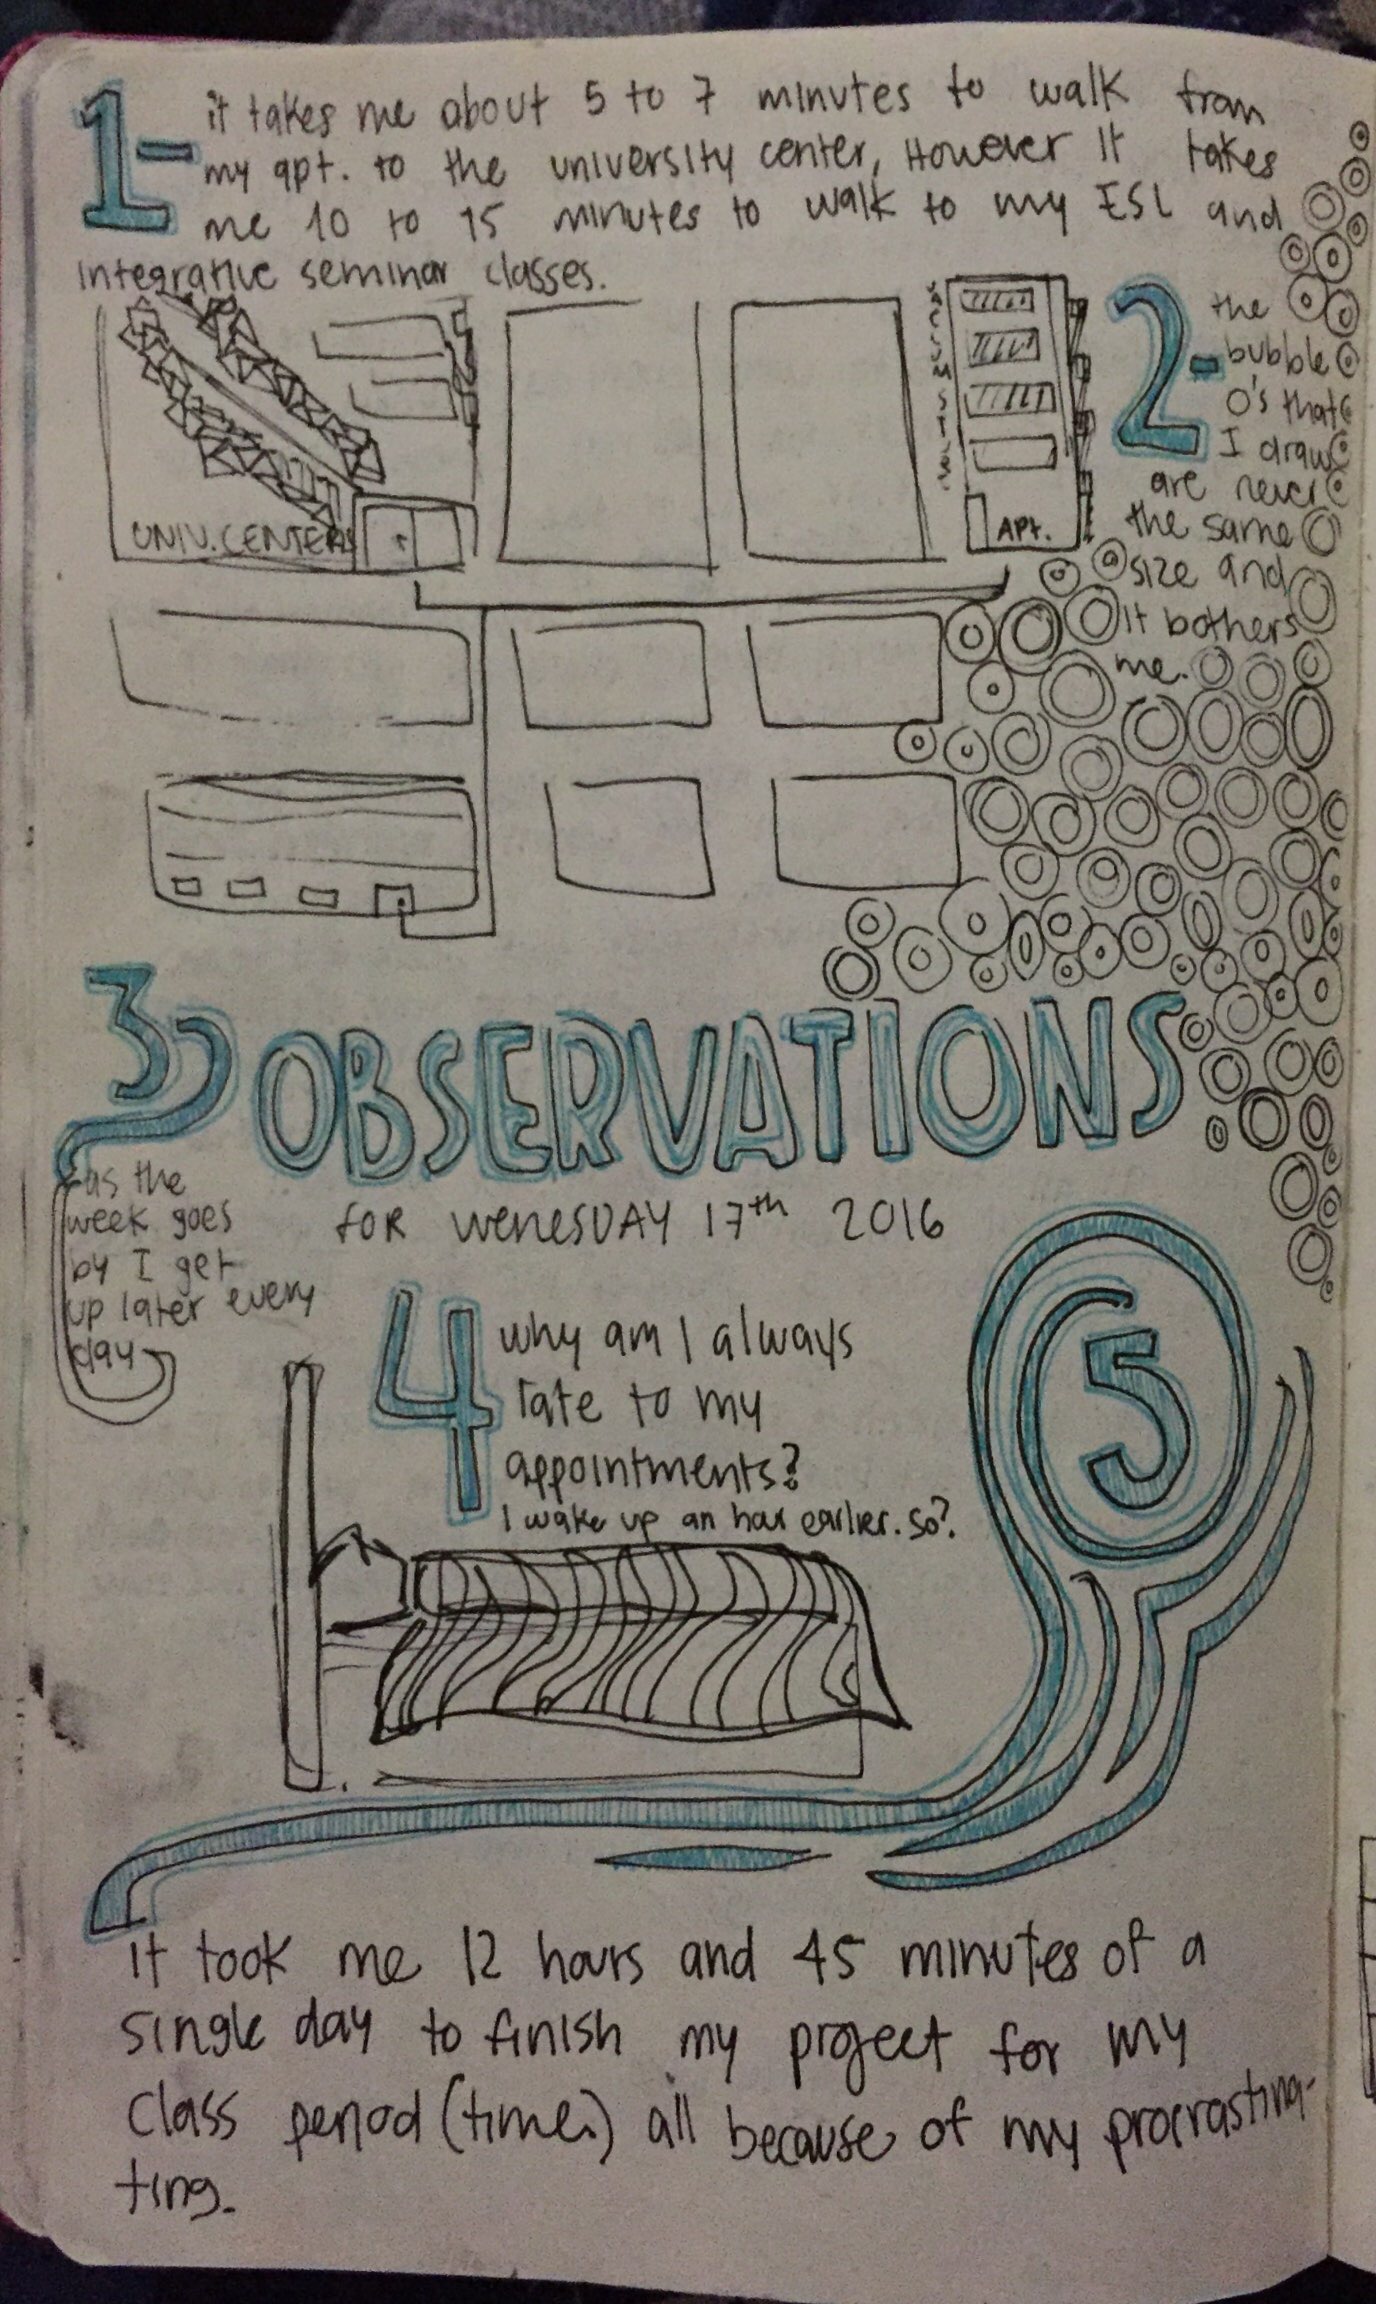 1- it takes me about 5 to 7 minutes to walk from
my apt. to the university center, However it takes
me 10 to 15 minutes to walk to my ESL and
integrative seminar classes.
UNIV. CENTER
APt.
2- the
bubble
O's that
I draw
are never
the same
size and
it bothers
me.
OBSERVATIONS
for WENESDAY 17th 2016
3
-as the
week goes
by I get
up later every
day
4 why am I always
late to my
appointments?
I wake up an hour earlier. So?
5
It took me 12 hours and 45 minutes of a
single day to finish my project for my
class period (time) all because of my procrastina-
ting.